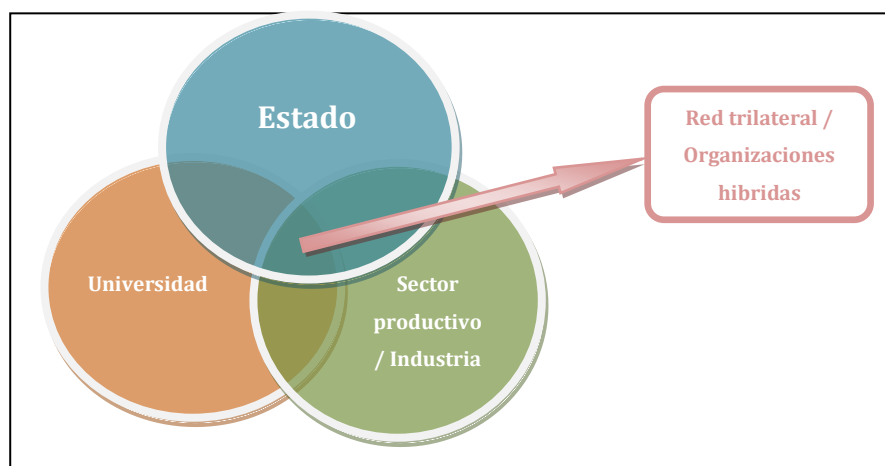 Estado
Universidad
Sector
productivo
/ Industria
Red trilateral /
Organizaciones
hibridas